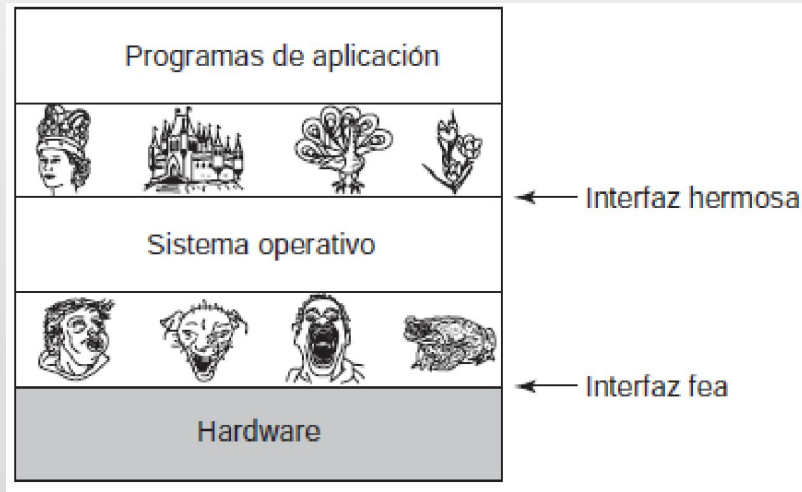 Programas de aplicación
Interfaz hermosa
Sistema operativo
Interfaz fea
Hardware